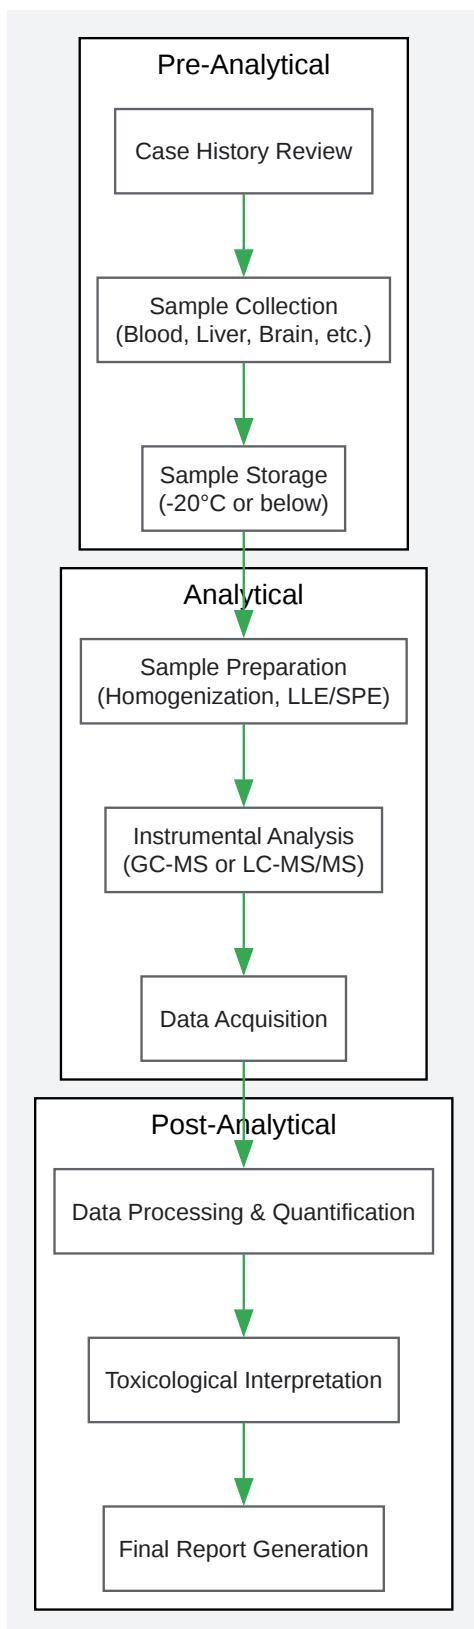 Pre-Analytical
Case History Review
Sample Collection
(Blood, Liver, Brain, etc.)
Sample Storage
(-20°C or below)
Analytical
Sample Preparation
(Homogenization, LLE/SPE)
Instrumental Analysis
(GC-MS or LC-MS/MS)
Data Acquisition
Post-Analytical
Data Processing & Quantification
Toxicological Interpretation
Final Report Generation